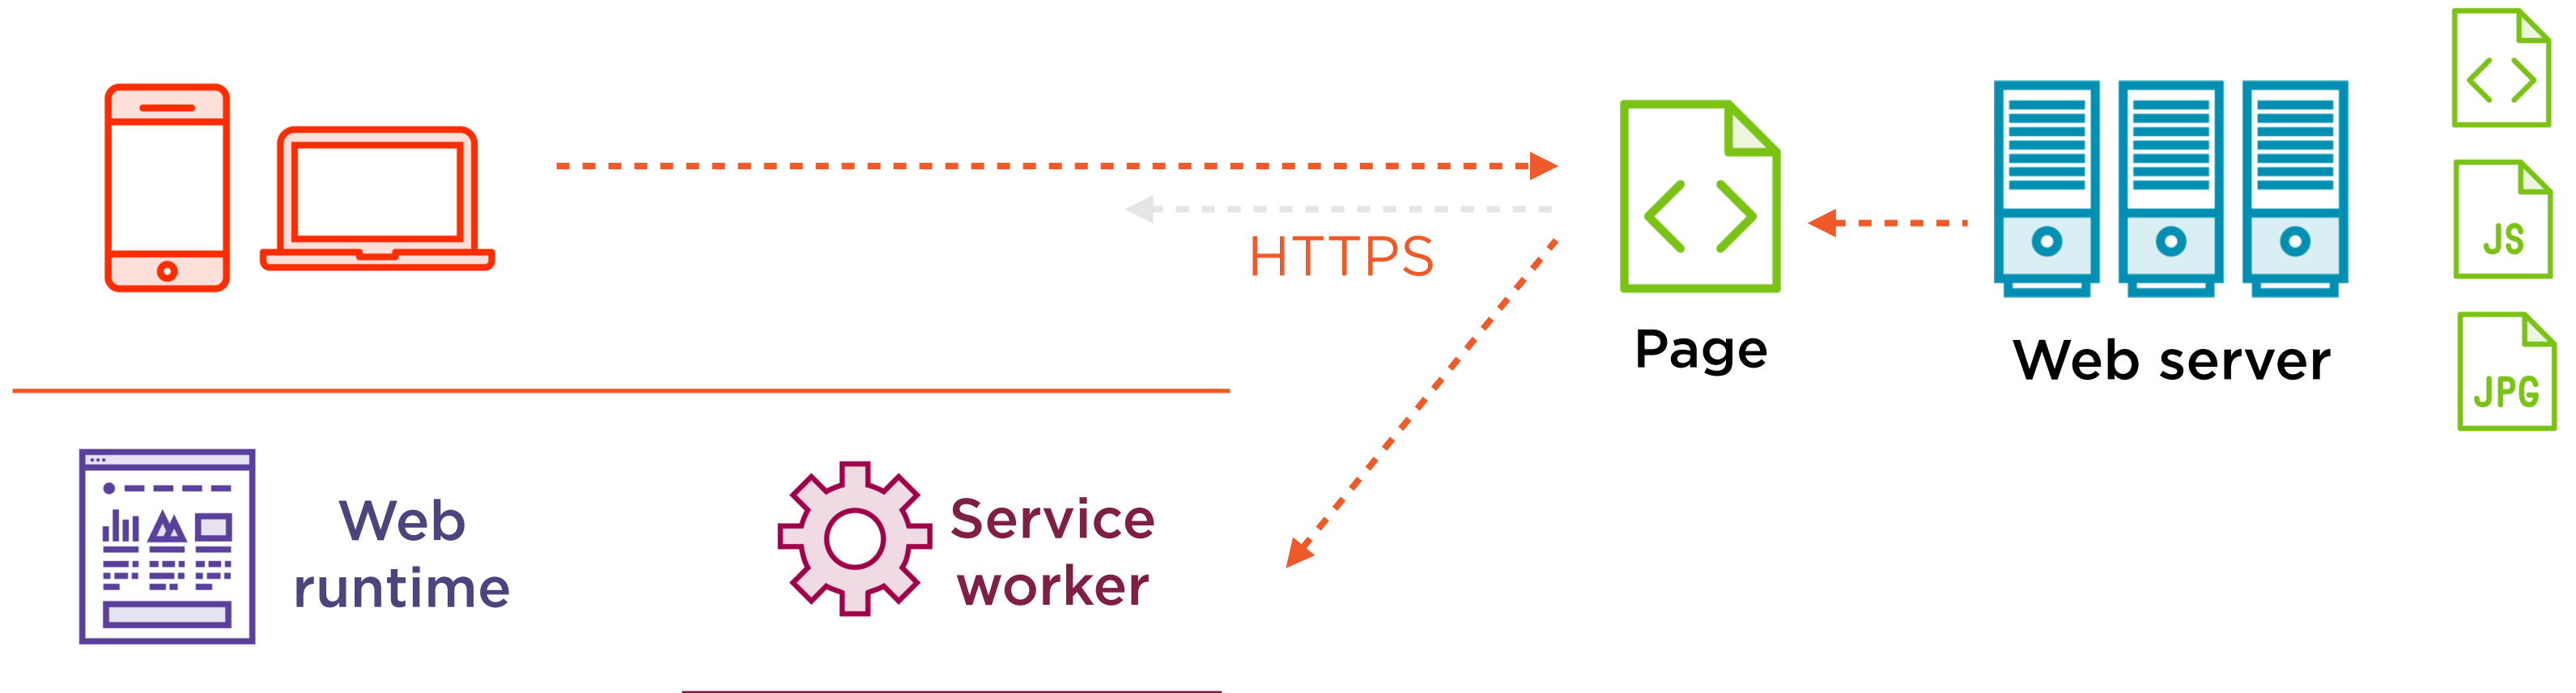 HTTPS
JS
JPG
Page
Web server
Web
runtime
Service
worker